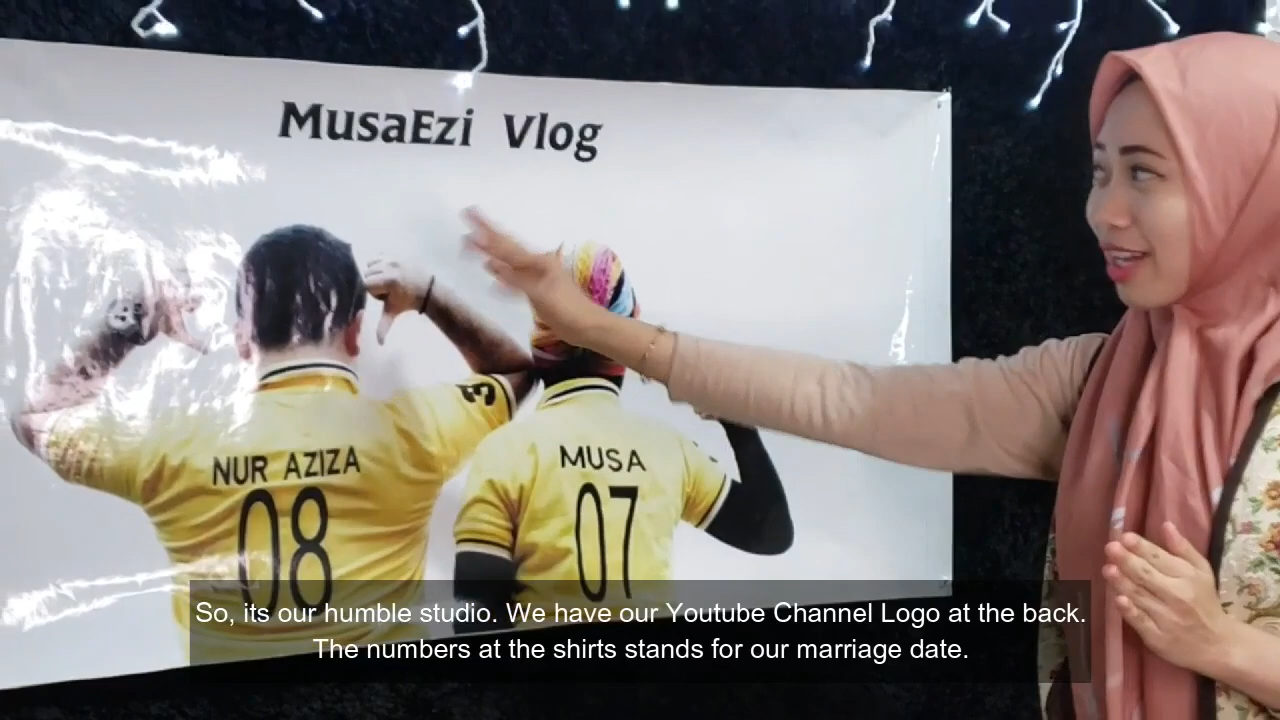 MusaEzi Vlog
3
NUR AZIZA
08
MUSA
07
So, its our humble studio. We have our Youtube Channel Logo at the back.
The numbers at the shirts stands for our marriage date.